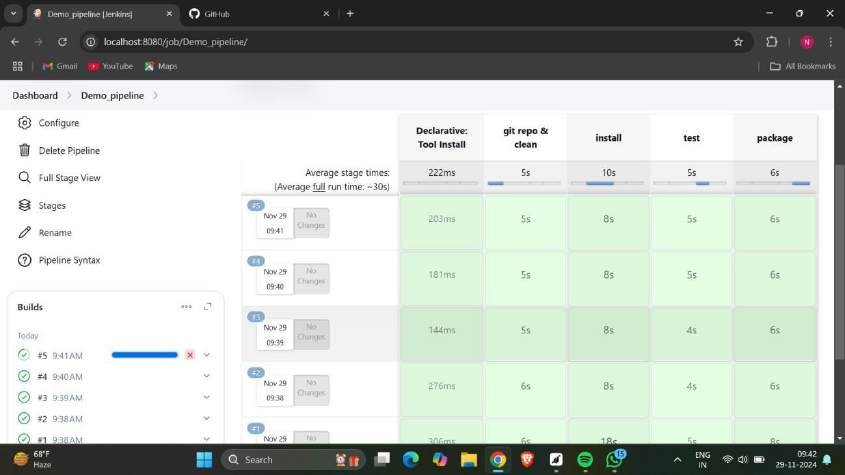 Demo_pipeline [Jenkins]
GitHub
localhost:8080/job/Demo_pipeline/
N
Gmail
YouTube
Maps
All Bookmarks
Dashboard
Demo_pipeline
Configure
Delete Pipeline
Full Stage View
Stages
Rename
Pipeline Syntax
Builds
Today
#5 9:41 AM
#4 9:40 AM
#3 9:39 AM
#2 9:38 AM
#1 9:38 AM
Declarative: Tool Install
git repo & clean
install
test
package
Average stage times:
(Average full run time: ~30s)
222ms
5s
10s
5s
6s
#5
Nov 29
09:41
No Changes
203ms
5s
8s
5s
6s
#4
Nov 29
09:40
No Changes
181ms
5s
8s
5s
6s
#3
Nov 29
09:39
No Changes
144ms
5s
8s
4s
6s
#2
Nov 29
09:38
No Changes
276ms
6s
8s
4s
6s
#1
Nov 29
No
306ms
6s
18s
5s
8s
68°F
Haze
Search
15
ENG
IN
09:42
29-11-2024